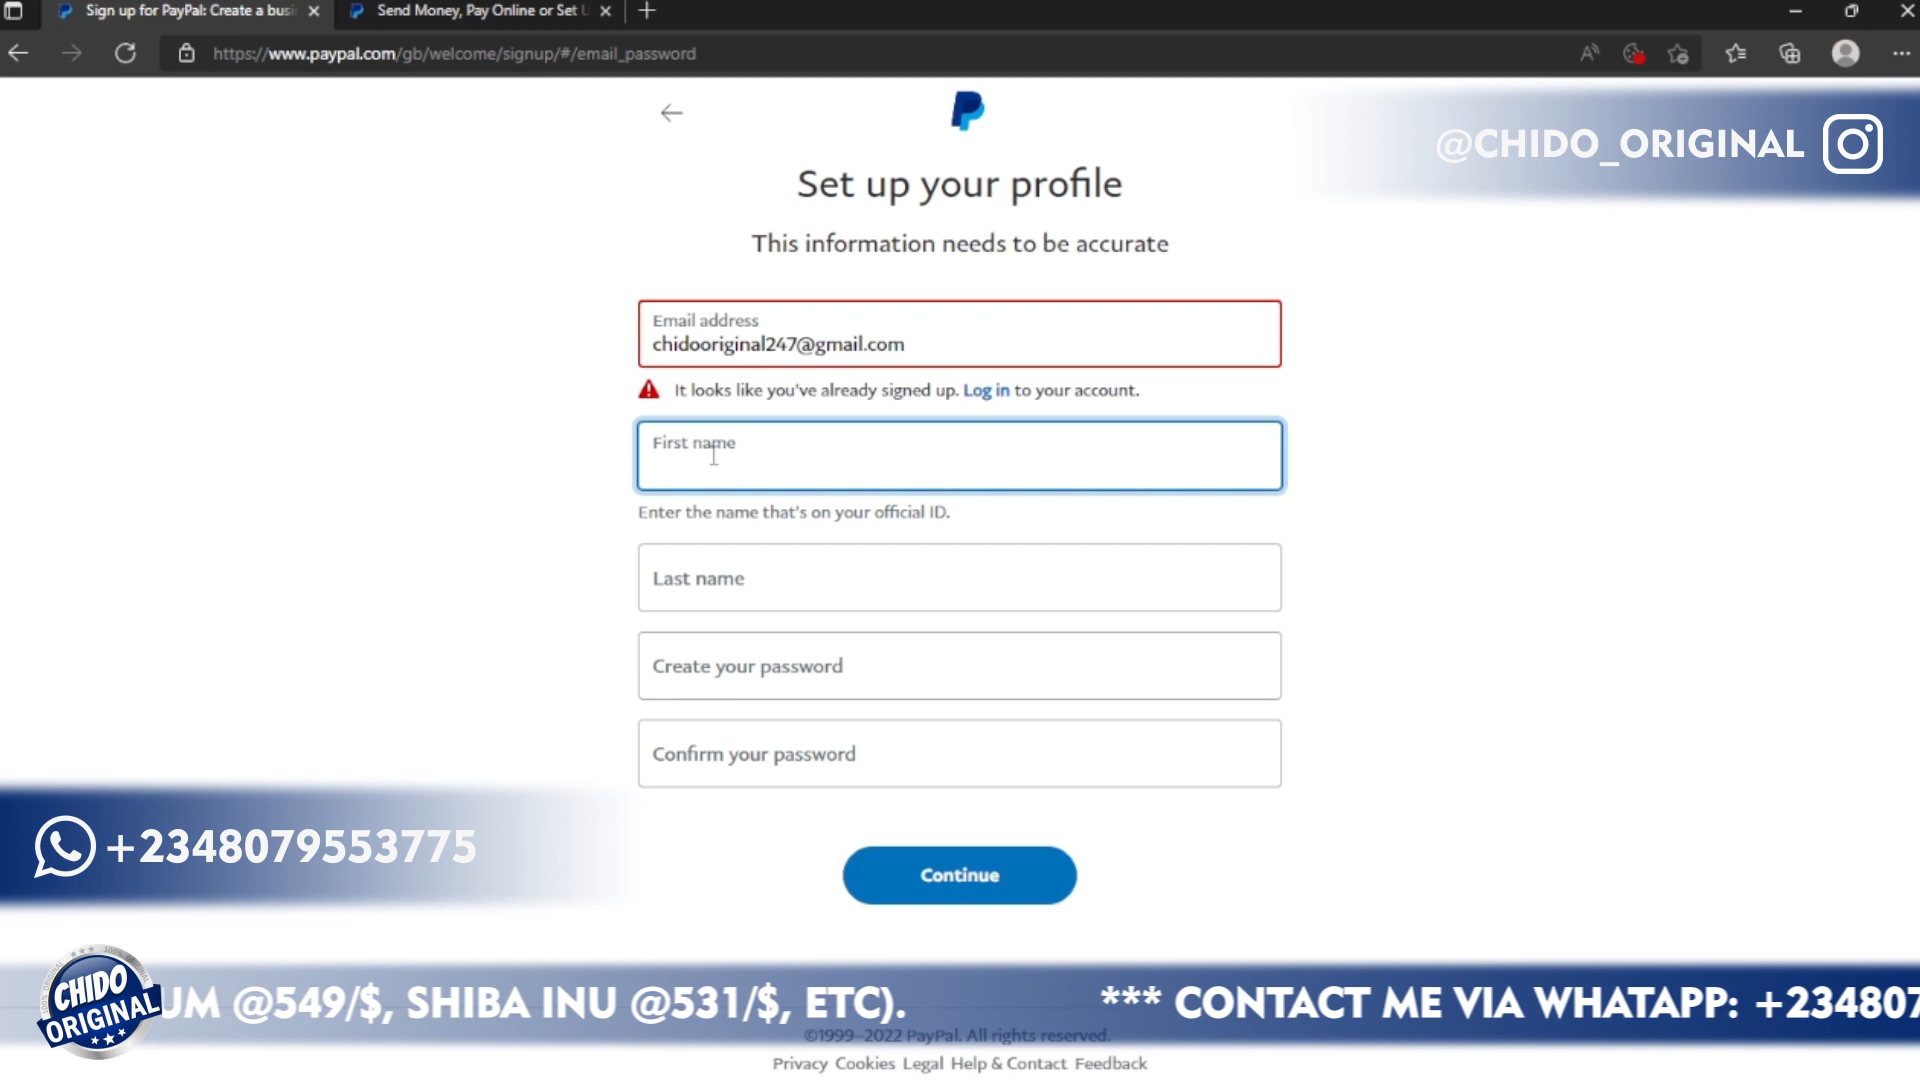 Sign up for PayPal: Create a busi
Send Money, Pay Online or Set U
https://www.paypal.com/gb/welcome/signup/#/email_password
@CHIDO_ORIGINAL
Set up your profile
This information needs to be accurate
Email address
chidooriginal247@gmail.com
It looks like you've already signed up. Log in to your account.
First name
Enter the name that's on your official ID.
Last name
Create your password
Confirm your password
+2348079553775
Continue
CHIDO
ORIGINAL
UM @549/$, SHIBA INU @531/$, ETC). *** CONTACT ME VIA WHATAPP: +234807
©1999–2022 PayPal. All rights reserved.
Privacy Cookies Legal Help & Contact Feedback